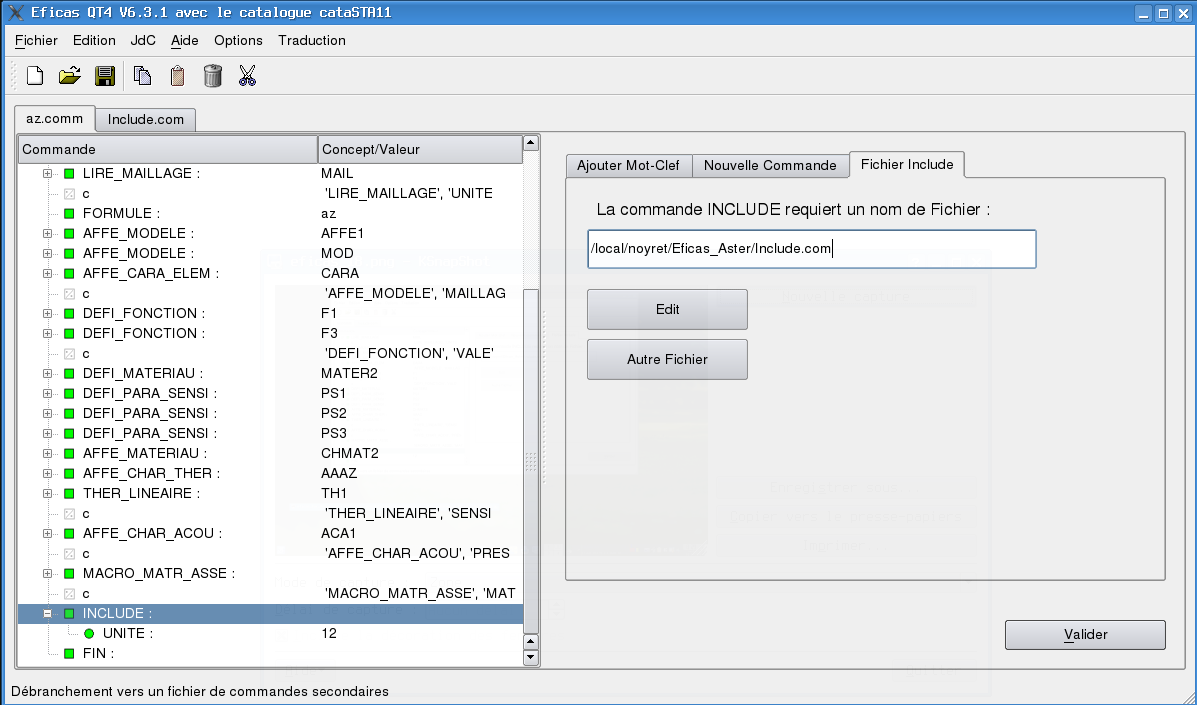 Eficas QT4 V6.3.1 avec le catalogue cataSTA11
Fichier Edition JdC Aide Options Traduction
az.comm Include.com
Commande Concept/Valeur
LIRE_MAILLAGE : MAIL
c 'LIRE_MAILLAGE', 'UNITE
FORMULE : az
AFFE_MODELE : AFFE1
AFFE_MODELE : MOD
AFFE_CARA_ELEM : CARA
c 'AFFE_MODELE', 'MAILLAG
DEFI_FONCTION : F1
DEFI_FONCTION : F3
c 'DEFI_FONCTION', 'VALE'
DEFI_MATERIAU : MATER2
DEFI_PARA_SENSI : PS1
DEFI_PARA_SENSI : PS2
DEFI_PARA_SENSI : PS3
AFFE_MATERIAU : CHMAT2
AFFE_CHAR_THER : AAAZ
THER_LINEAIRE : TH1
c 'THER_LINEAIRE', 'SENSI
AFFE_CHAR_ACOU : ACA1
c 'AFFE_CHAR_ACOU', 'PRES
MACRO_MATR_ASSE :
c 'MACRO_MATR_ASSE', 'MAT
INCLUDE :
UNITE : 12
FIN :
Ajouter Mot-Clef Nouvelle Commande Fichier Include
La commande INCLUDE requiert un nom de Fichier :
/local/noyret/Eficas_Aster/Include.com
Edit
Autre Fichier
Valider
Débranchement vers un fichier de commandes secondaires